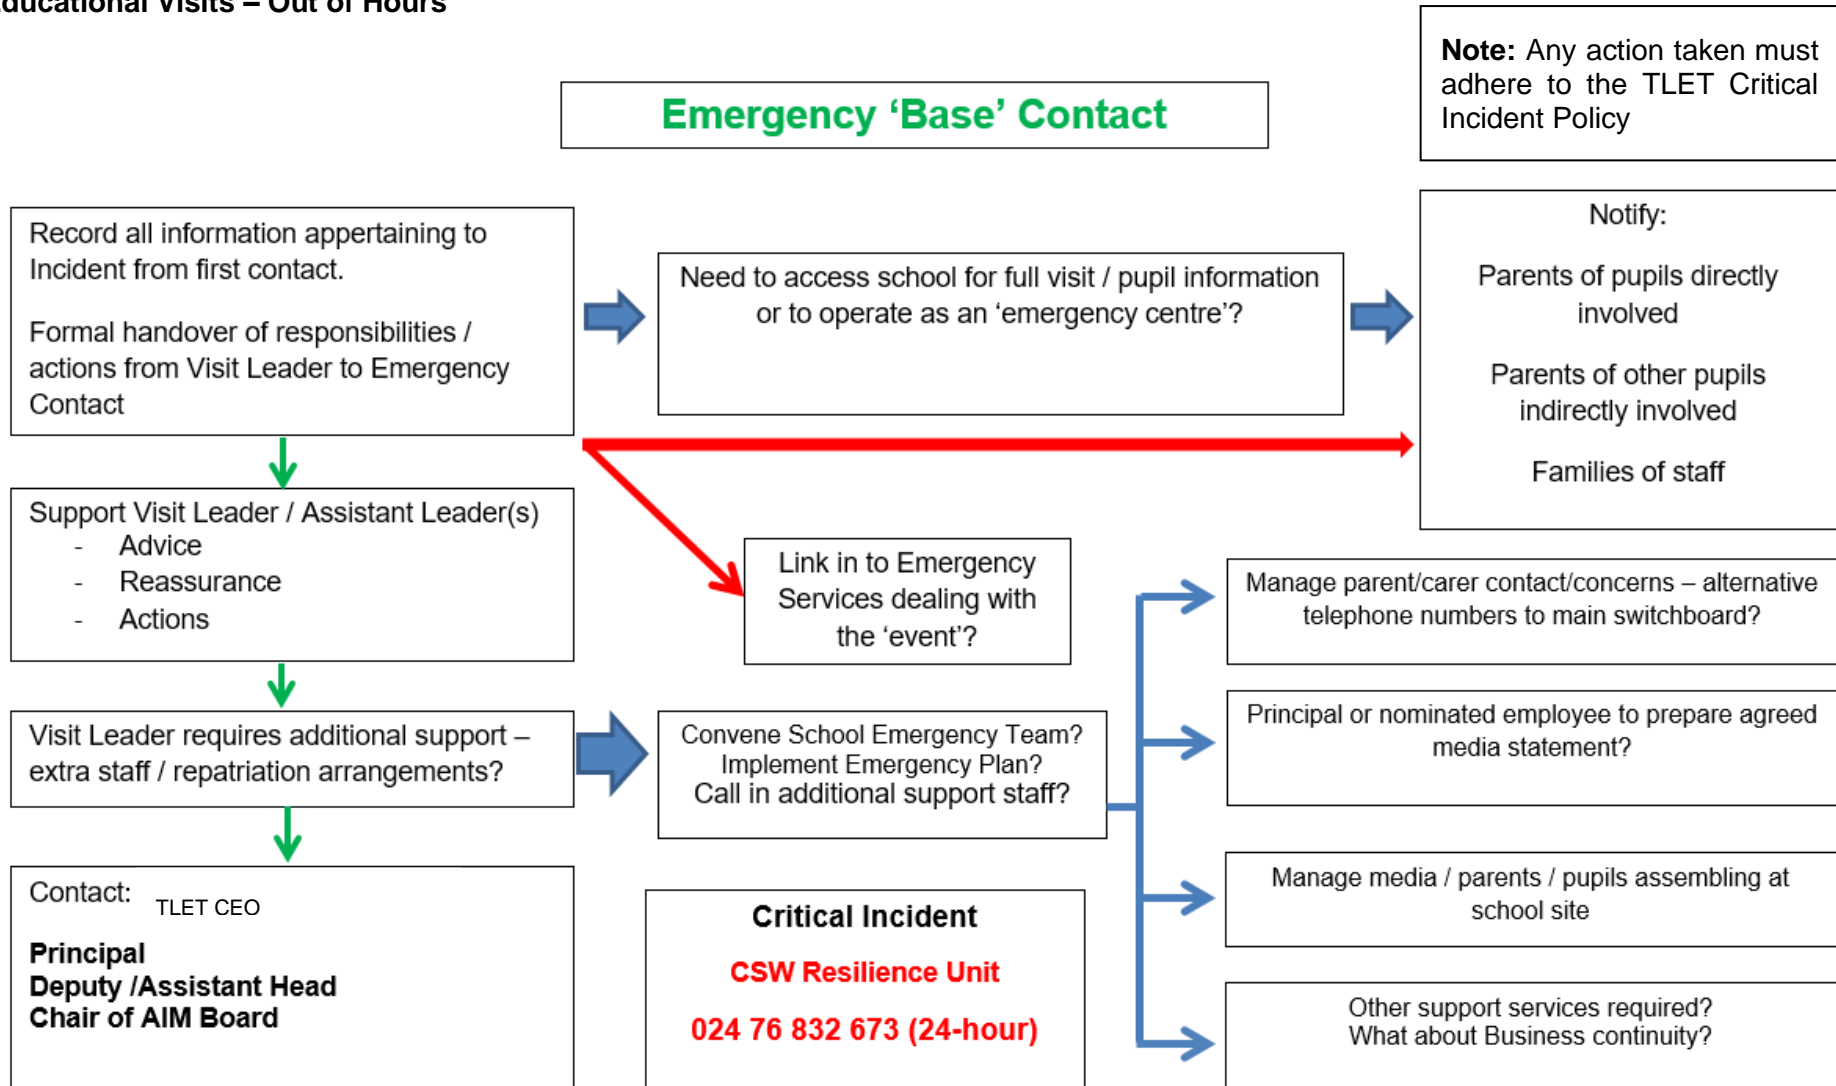 Educational Visits – Out of Hours
Note: Any action taken must
adhere to the TLET Critical
Incident Policy
Emergency ‘Base’ Contact
Record all information appertaining to
Incident from first contact.
Formal handover of responsibilities /
actions from Visit Leader to Emergency
Contact
Need to access school for full visit / pupil information
or to operate as an ‘emergency centre’?
Notify:
Parents of pupils directly
involved
Parents of other pupils
indirectly involved
Families of staff
Support Visit Leader / Assistant Leader(s)
- Advice
- Reassurance
- Actions
Link in to Emergency
Services dealing with
the ‘event’?
Manage parent/carer contact/concerns – alternative
telephone numbers to main switchboard?
Visit Leader requires additional support –
extra staff / repatriation arrangements?
Convene School Emergency Team?
Implement Emergency Plan?
Call in additional support staff?
Principal or nominated employee to prepare agreed
media statement?
Manage media / parents / pupils assembling at
school site
Contact: TLET CEO
Principal
Deputy /Assistant Head
Chair of AIM Board
Critical Incident
CSW Resilience Unit
024 76 832 673 (24-hour)
Other support services required?
What about Business continuity?